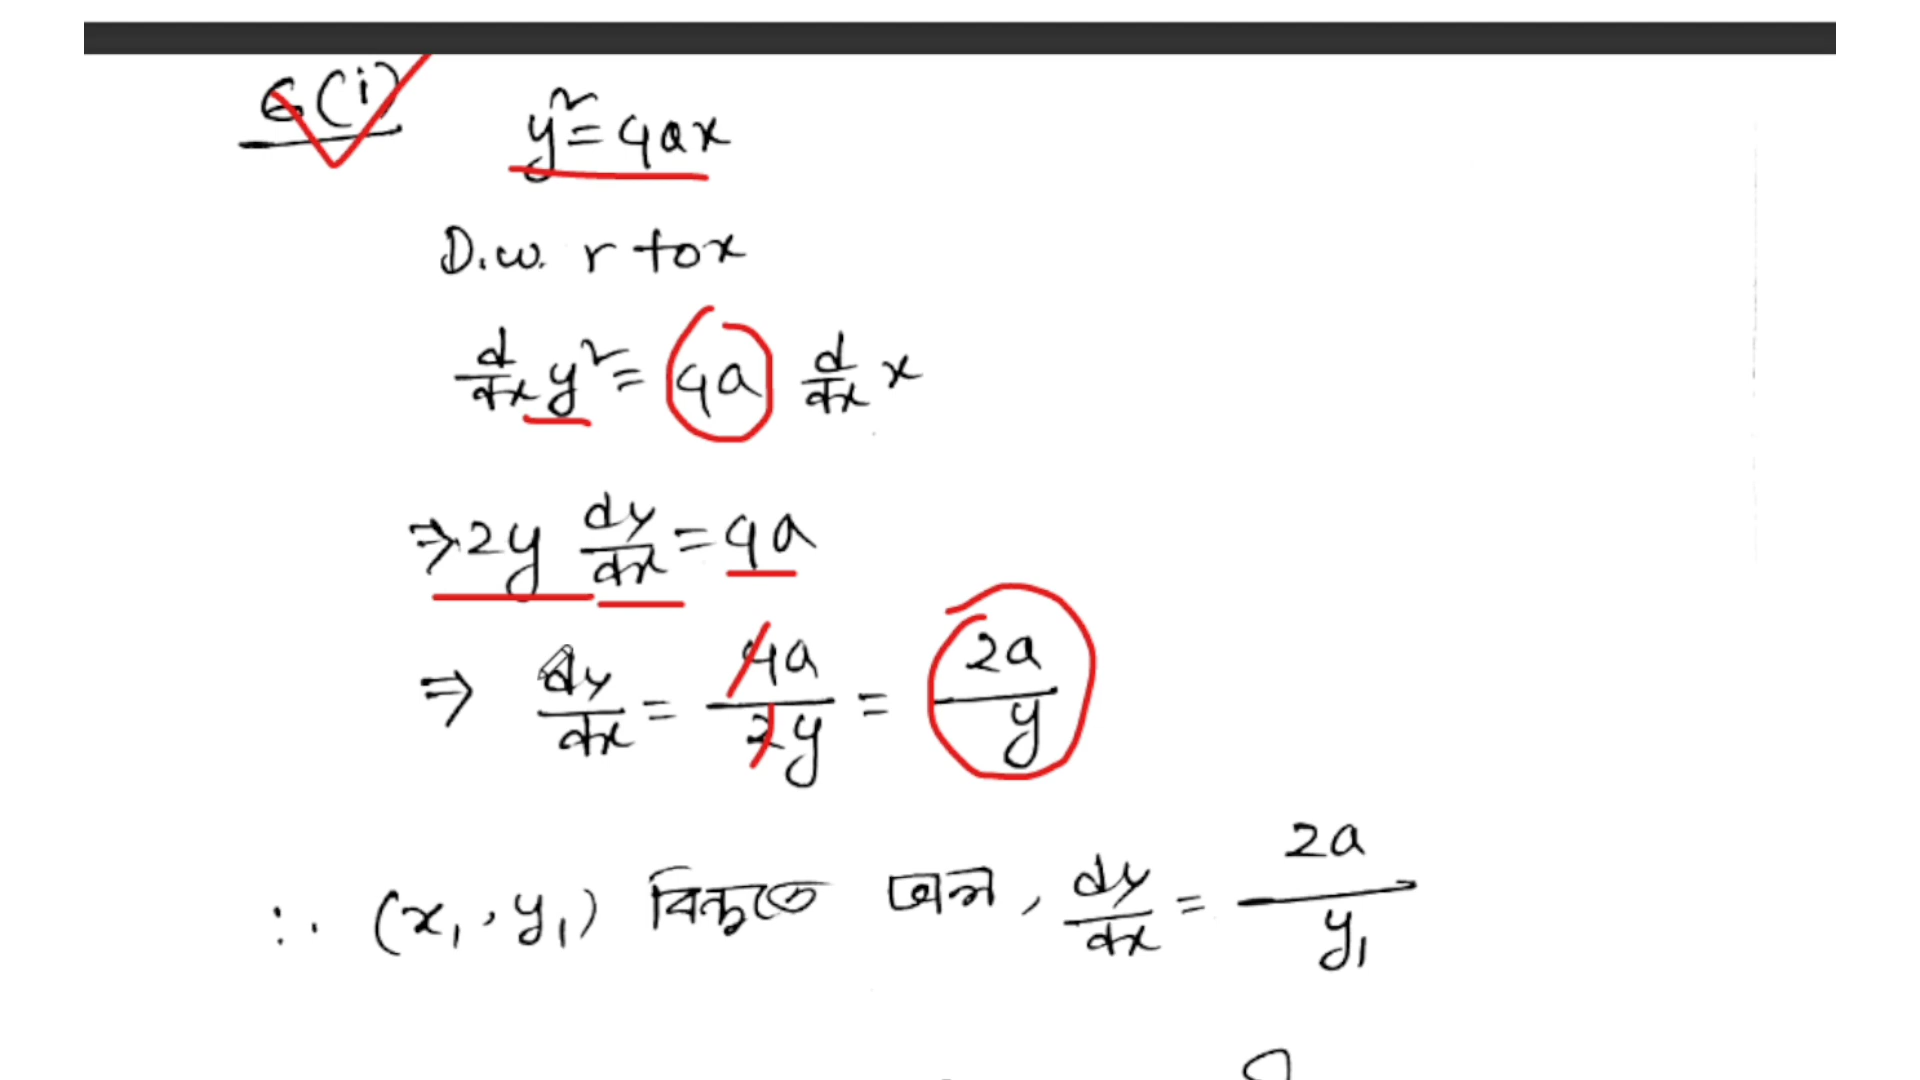 6(i)
y² = 4ax
D.w. r to x
d/dx y² = 4a d/dx x
⇒ 2y dy/dx = 4a
⇒ dy/dx = 4a/2y = 2a/y
∴ (x₁, y₁) বিন্দুতে ঢাল, dy/dx = 2a/y₁